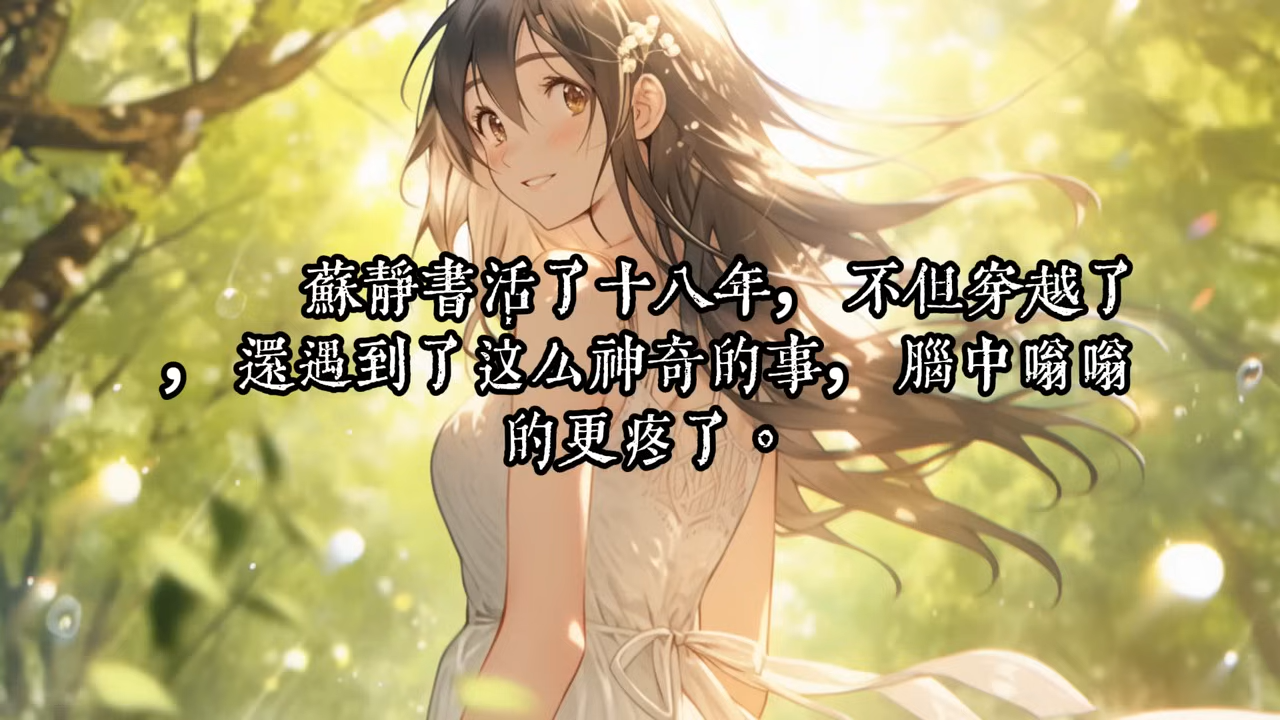 蘇靜書活了十八年， 不但穿越了
， 還遇到了这么神奇的事， 腦中嗡嗡
的更疼了。